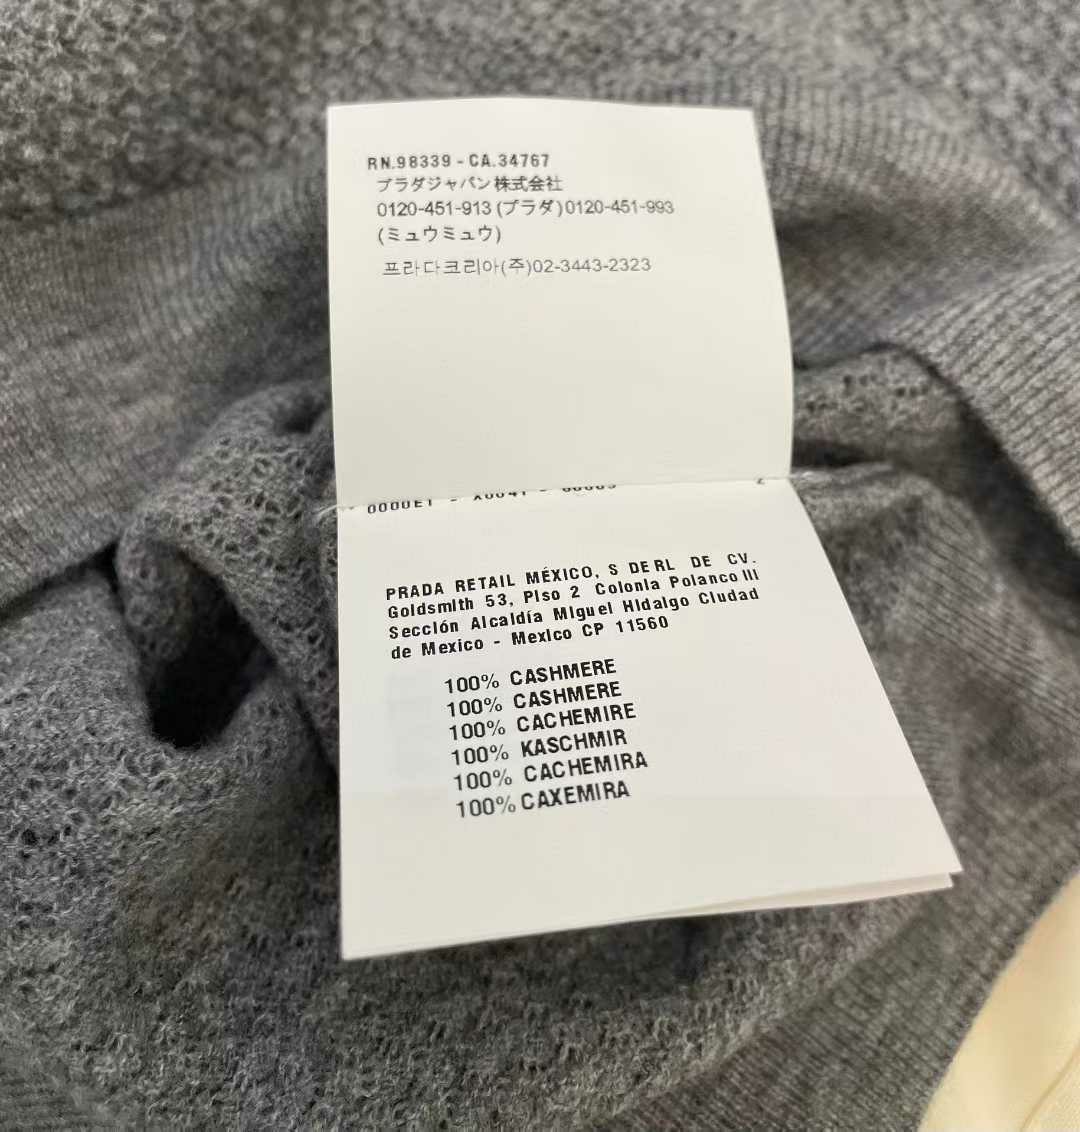 RN.98339 - CA.34767
プラダジャパン株式会社
0120-451-913 (プラダ)0120-451-993
(ミュウミュウ)
프라다코리아(주)02-3443-2323
PRADA RETAIL MÉXICO, S DE RL DE CV.
Goldsmith 53, Piso 2 Colonia Polanco III
Sección Alcaldía Miguel Hidalgo Ciudad
de Mexico - Mexico CP 11560
100% CASHMERE
100% CASHMERE
100% CACHEMIRE
100% KASCHMIR
100% CACHEMIRA
100% CAXEMIRA